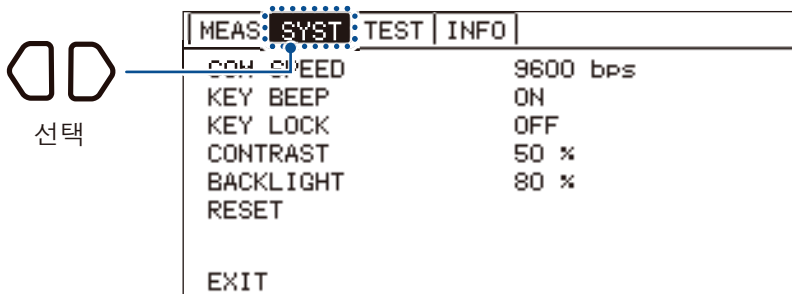 MEAS SYST TEST INFO
COM SPEED 9600 bps
선택
KEY BEEP ON
KEY LOCK OFF
CONTRAST 50 %
BACKLIGHT 80 %
RESET
EXIT